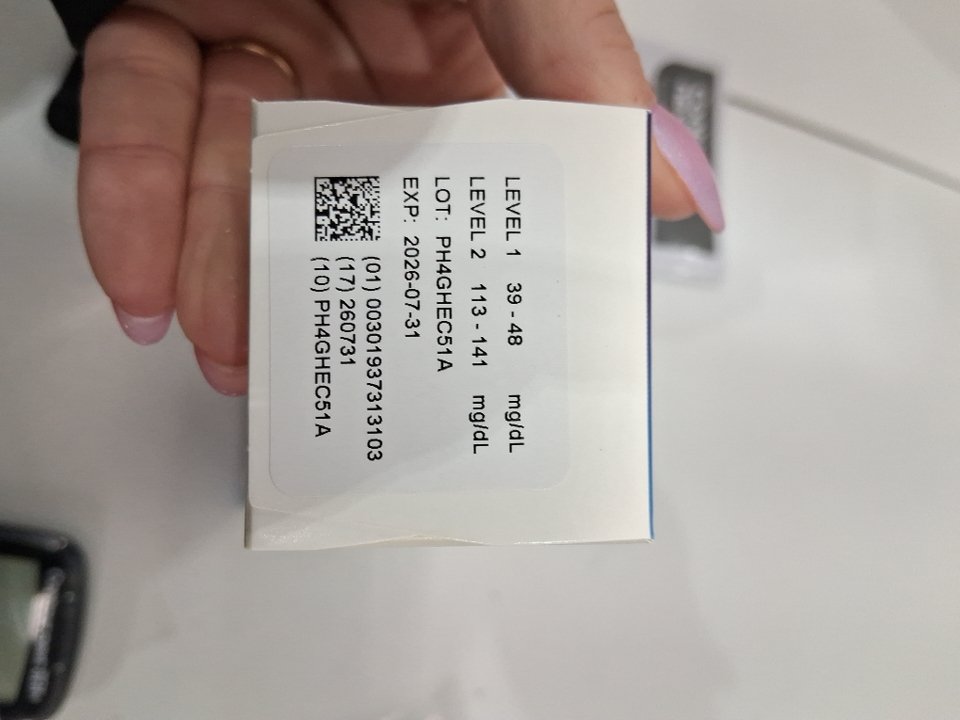 LEVEL 1 39 - 48 mg/dL
LEVEL 2 113 - 141 mg/dL
LOT: PH4GHEC51A
EXP: 2026-07-31
(01) 00301937313103
(17) 260731
(10) PH4GHEC51A